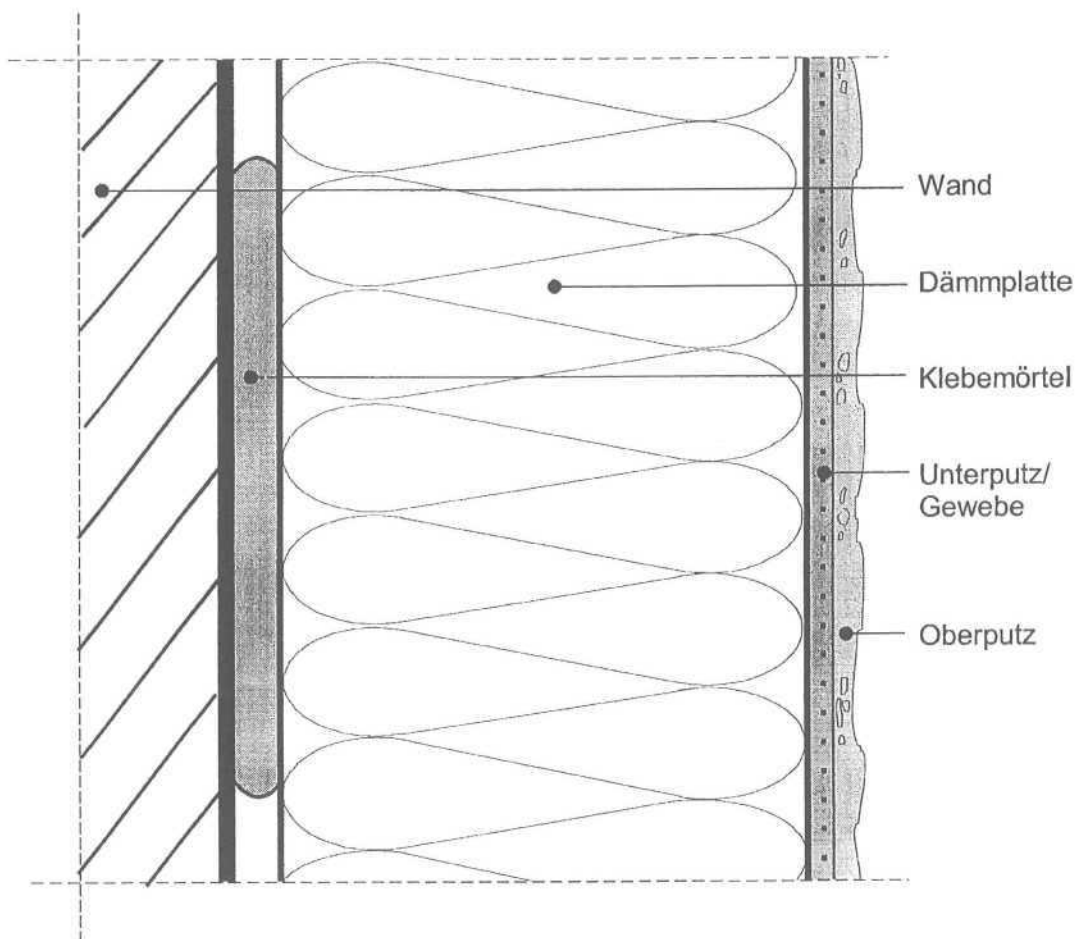 Wand
Dämmplatte
Klebemörtel
Unterputz/
Gewebe
Oberputz